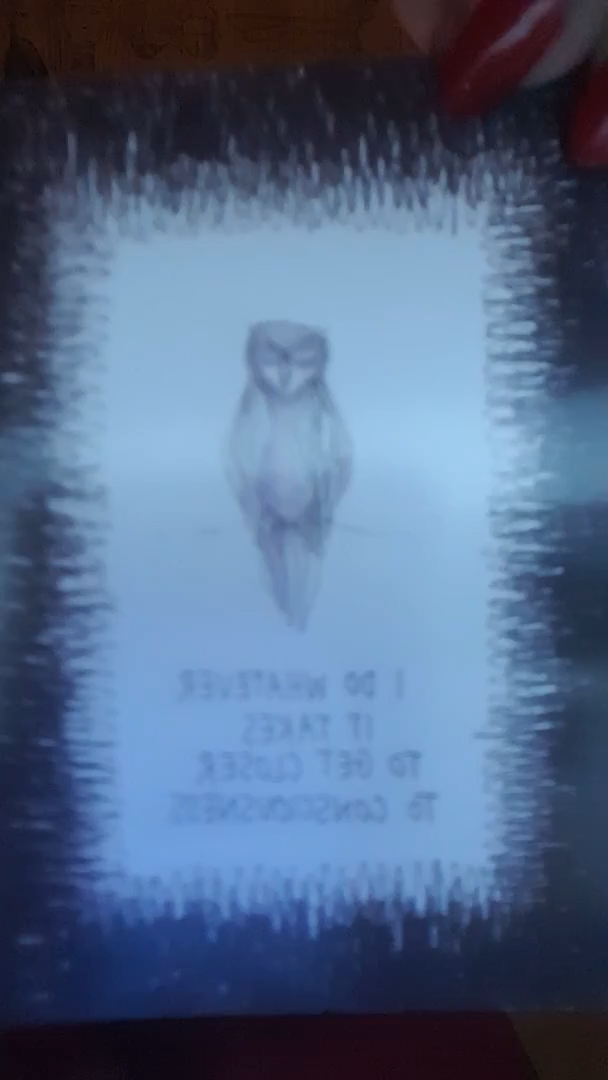 I DO WHATEVER
IT TAKES
TO GET CLOSER
TO CONSCIOUSNESS